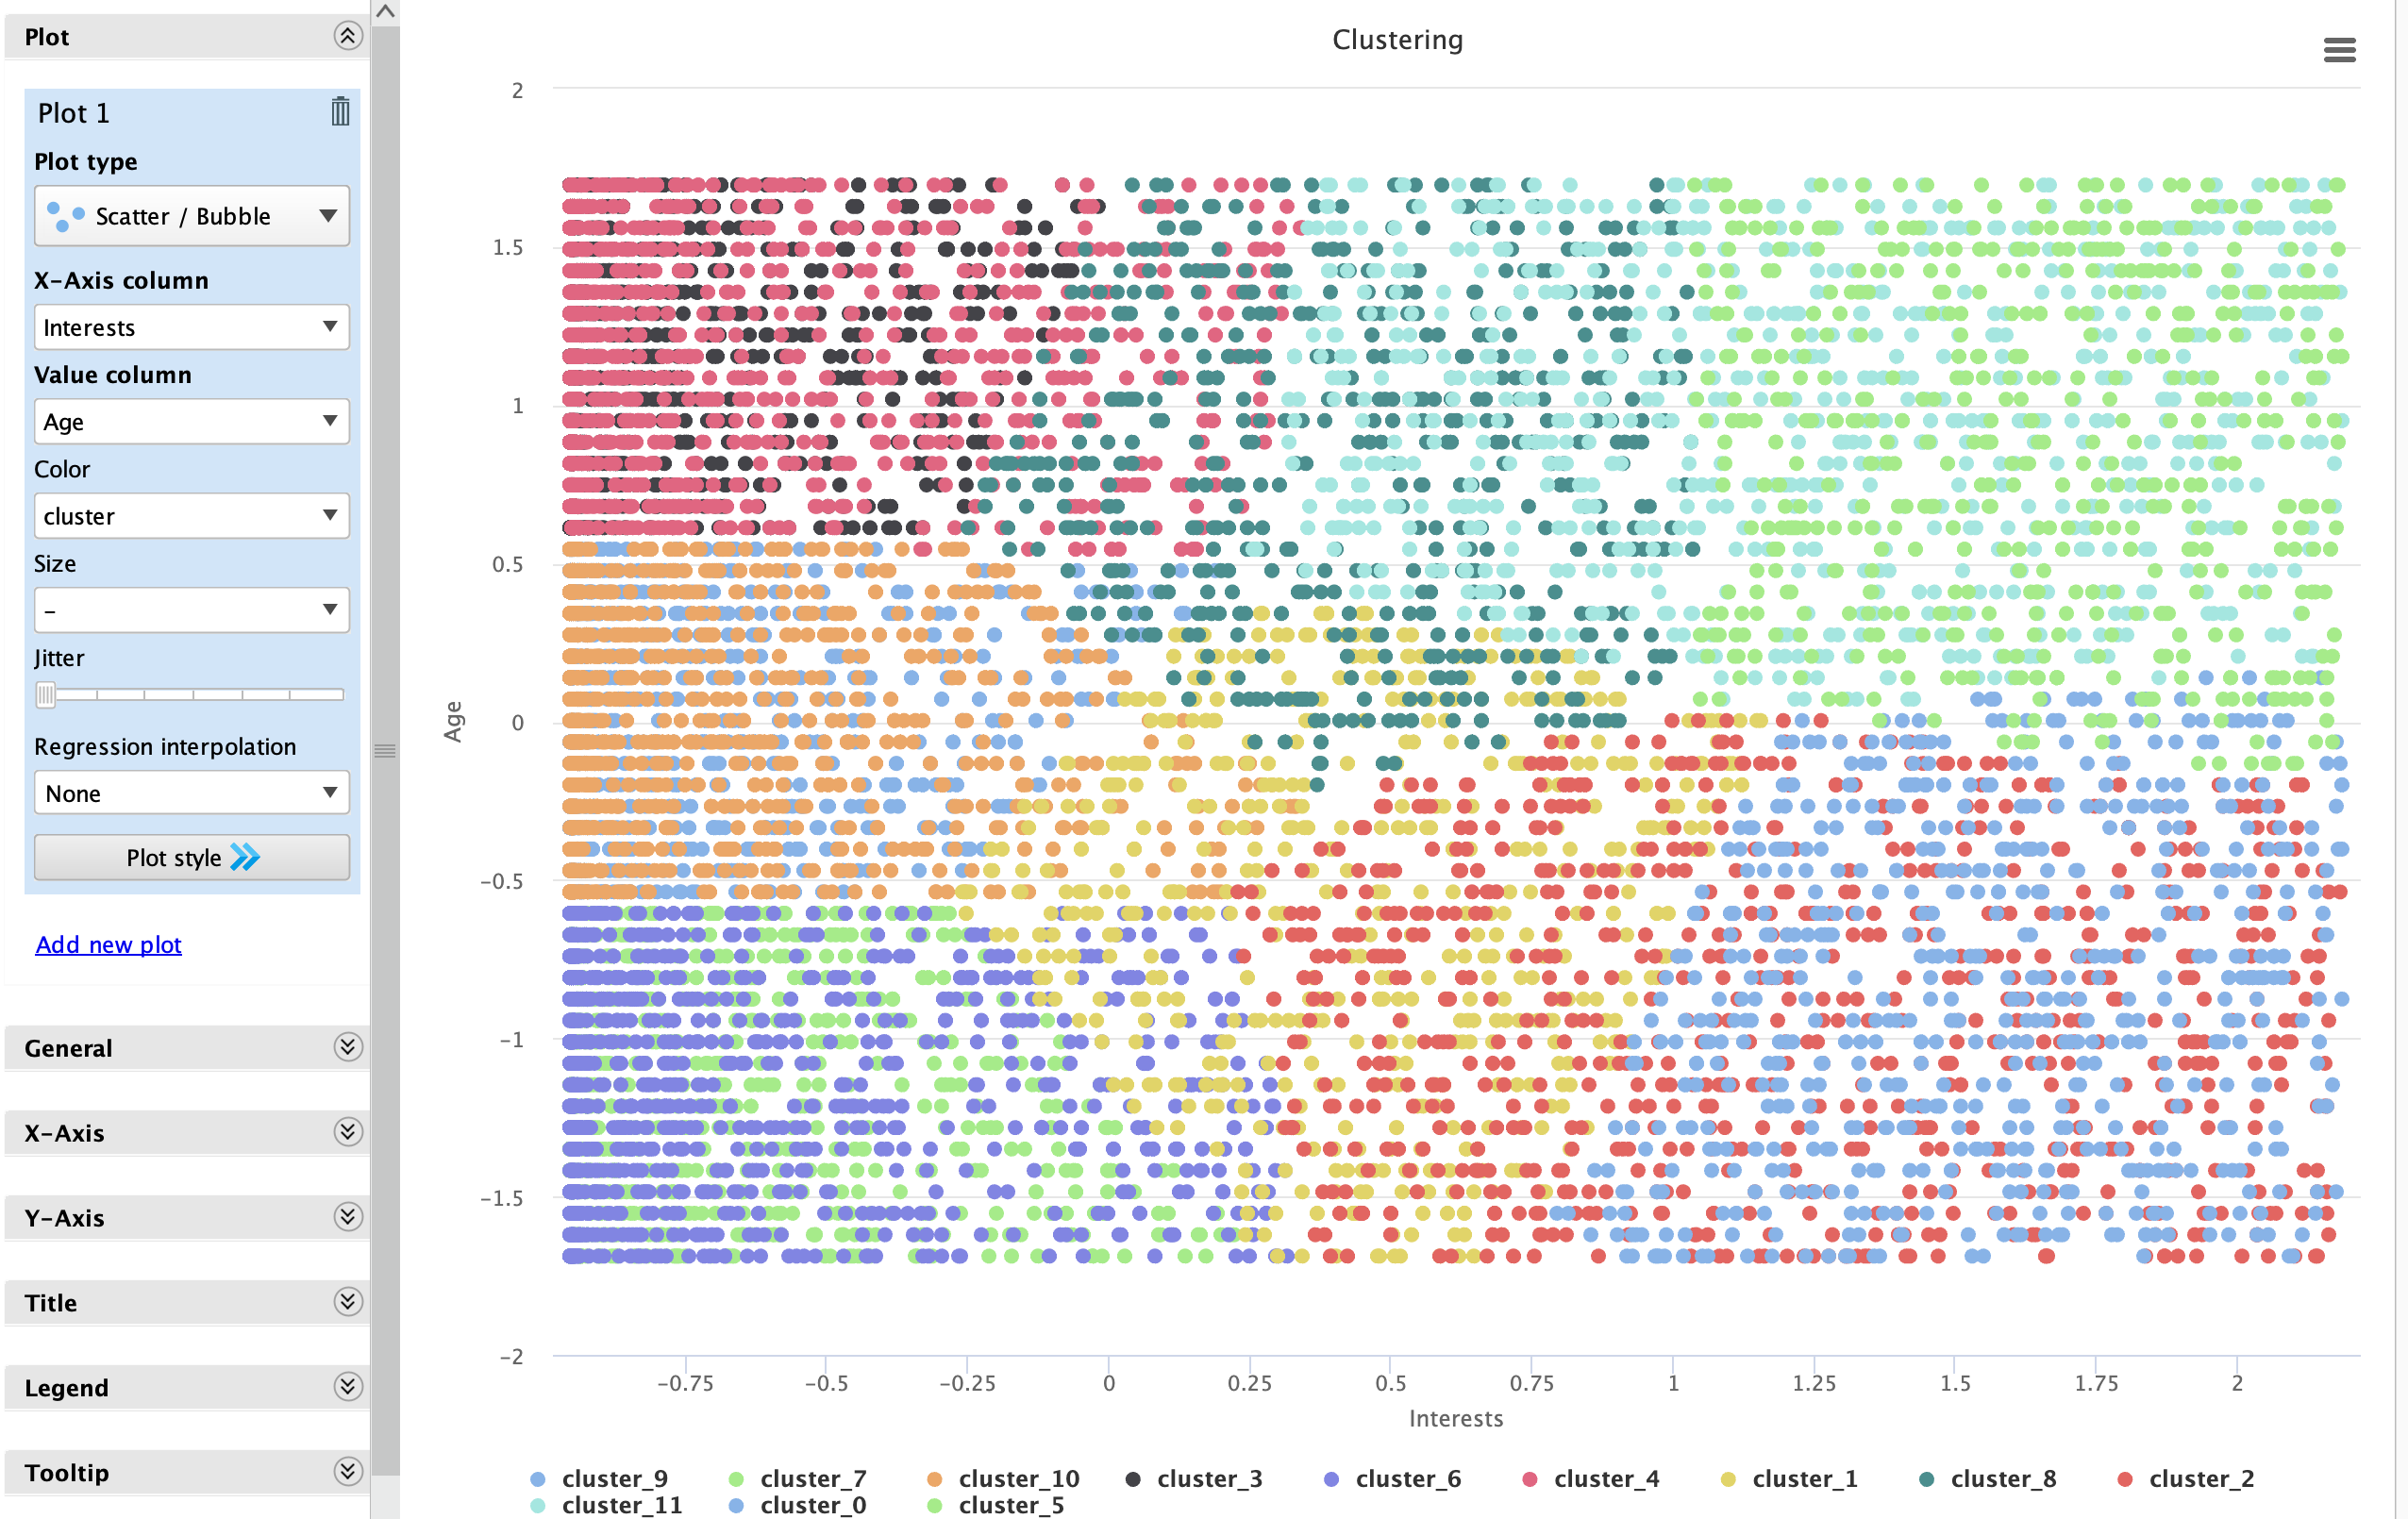 Plot
Plot 1
Plot type
Scatter / Bubble
X-Axis column
Interests
Value column
Age
Color
cluster
Size
–
Jitter
Regression interpolation
None
Plot style
Add new plot
General
X-Axis
Y-Axis
Title
Legend
Tooltip
Clustering
2
1.5
1
0.5
0
-0.5
-1
-1.5
-2
Age
-0.75 -0.5 -0.25 0 0.25 0.5 0.75 1 1.25 1.5 1.75 2
Interests
cluster_9 cluster_7 cluster_10 cluster_3 cluster_6 cluster_4 cluster_1 cluster_8 cluster_2
cluster_11 cluster_0 cluster_5